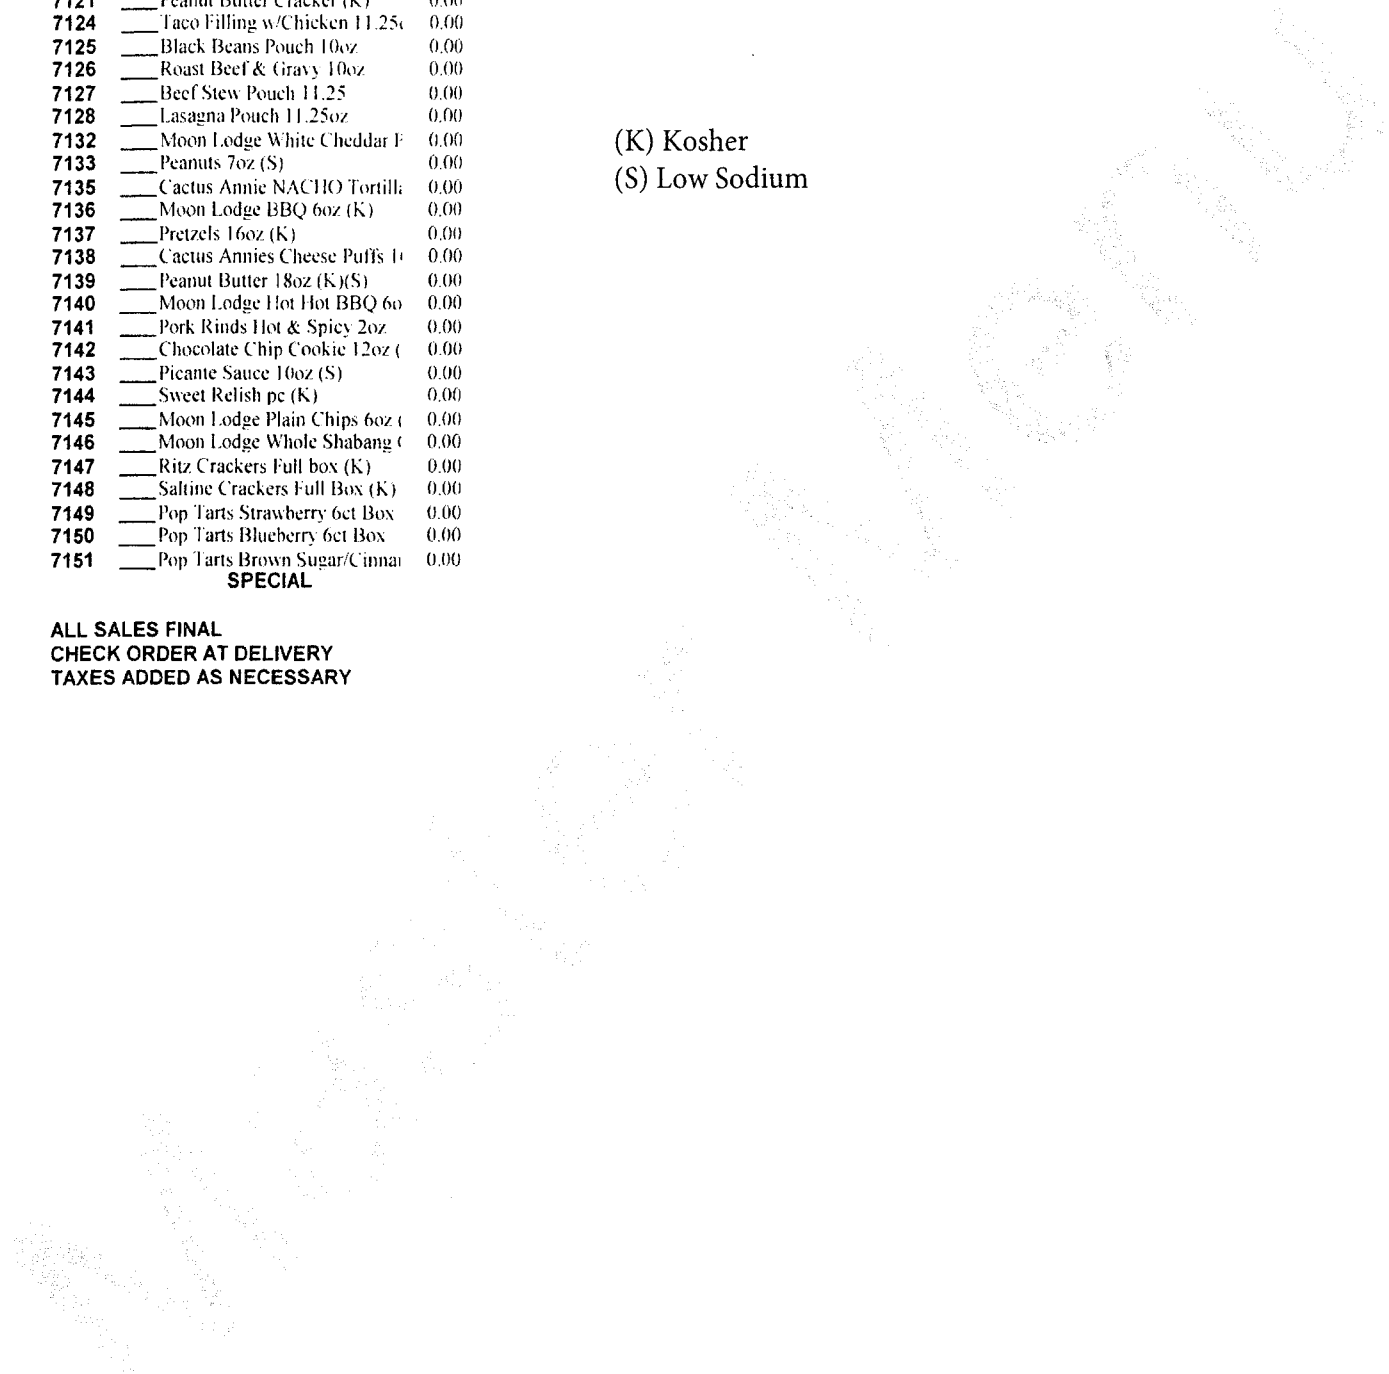 7121 ___Peanut Butter Cracker (K) 0.00
7124 ___Taco Filling w/Chicken 11.25 0.00
7125 ___Black Beans Pouch 10oz 0.00
7126 ___Roast Beef & Gravy 10oz 0.00
7127 ___Beef Stew Pouch 11.25 0.00
7128 ___Lasagna Pouch 11.25oz 0.00
7132 ___Moon Lodge White Cheddar 0.00
7133 ___Peanuts 7oz (S) 0.00
7135 ___Cactus Annie NACHO Tortill 0.00
7136 ___Moon Lodge BBQ 6oz (K) 0.00
7137 ___Pretzels 16oz (K) 0.00
7138 ___Cactus Annies Cheese Puffs 1 0.00
7139 ___Peanut Butter 18oz (K)(S) 0.00
7140 ___Moon Lodge Hot Hot BBQ 6o 0.00
7141 ___Pork Rinds Hot & Spicy 2oz 0.00
7142 ___Chocolate Chip Cookie 12oz ( 0.00
7143 ___Picante Sauce 10oz (S) 0.00
7144 ___Sweet Relish pc (K) 0.00
7145 ___Moon Lodge Plain Chips 6oz ( 0.00
7146 ___Moon Lodge Whole Shabang 0.00
7147 ___Ritz Crackers Full box (K) 0.00
7148 ___Saltine Crackers Full Box (K) 0.00
7149 ___Pop Tarts Strawberry 6ct Box 0.00
7150 ___Pop Tarts Blueberry 6ct Box 0.00
7151 ___Pop Tarts Brown Sugar/Cinna 0.00
SPECIAL
ALL SALES FINAL
CHECK ORDER AT DELIVERY
TAXES ADDED AS NECESSARY
(K) Kosher
(S) Low Sodium
Master Menu